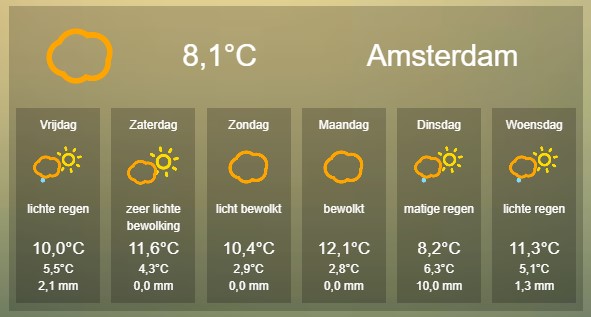 8,1°C Amsterdam
Vrijdag Zaterdag Zondag Maandag Dinsdag Woensdag
lichte regen zeer lichte licht bewolkt bewolkt matige regen lichte regen
bewolking
10,0°C 11,6°C 10,4°C 12,1°C 8,2°C 11,3°C
5,5°C 4,3°C 2,9°C 2,8°C 6,3°C 5,1°C
2,1 mm 0,0 mm 0,0 mm 0,0 mm 10,0 mm 1,3 mm